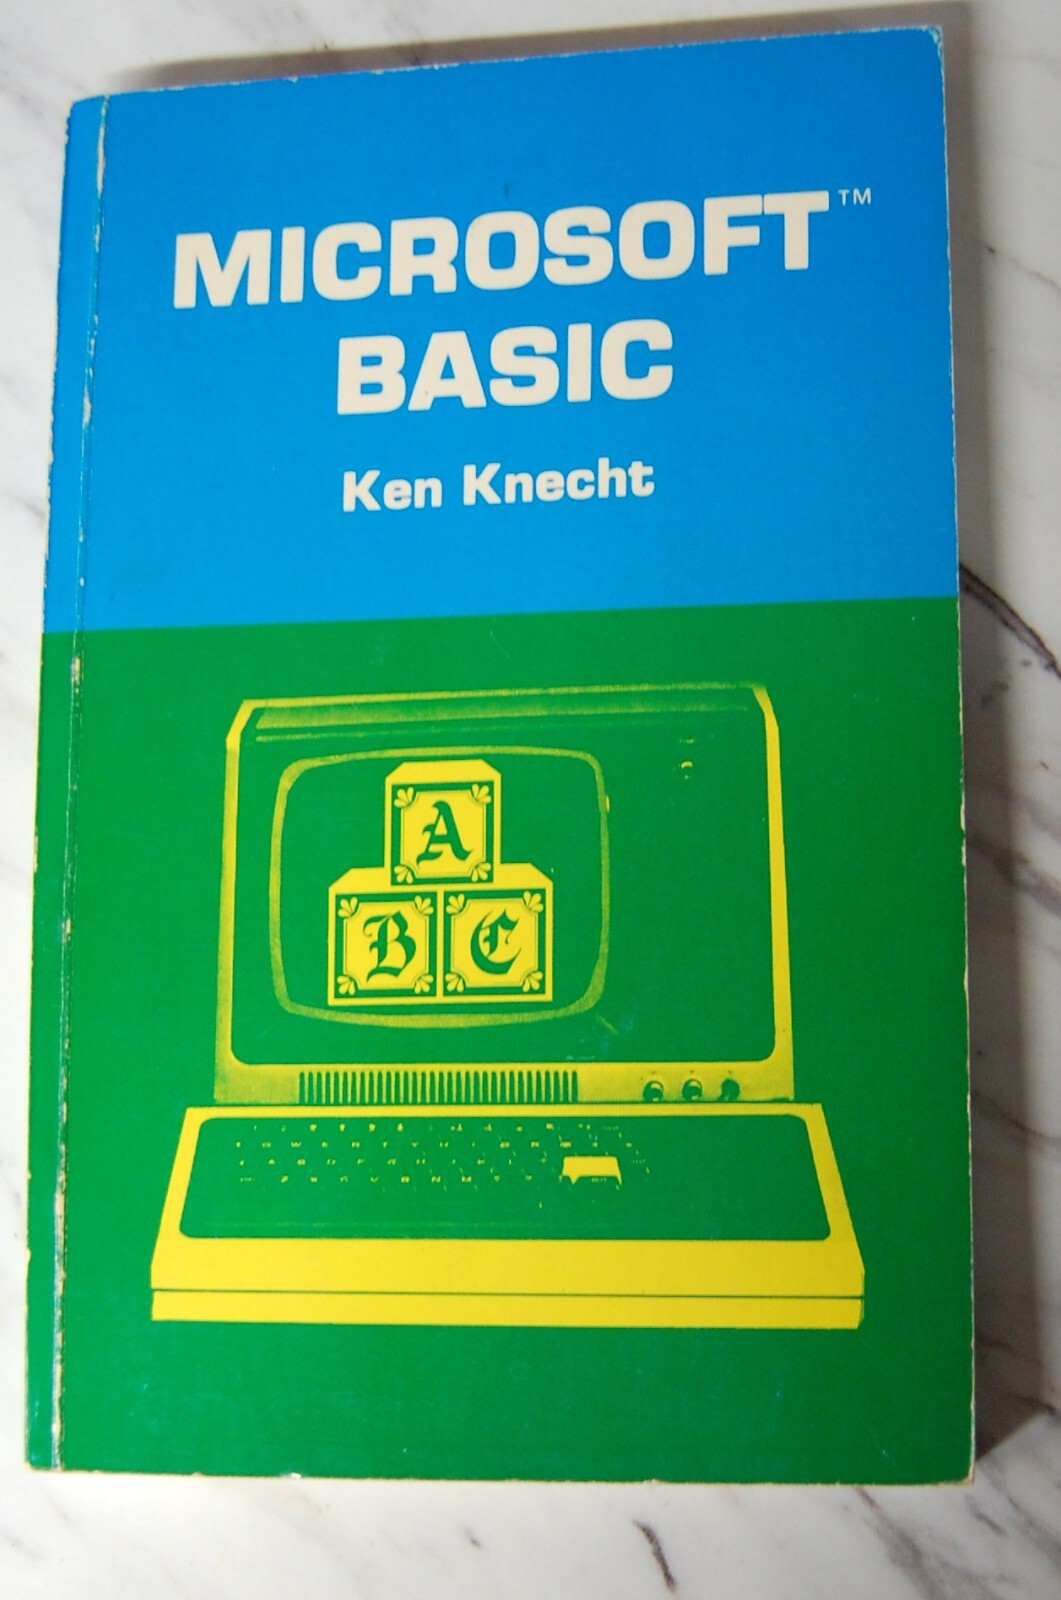 MICROSOFT™
BASIC
Ken Knecht
A
B C